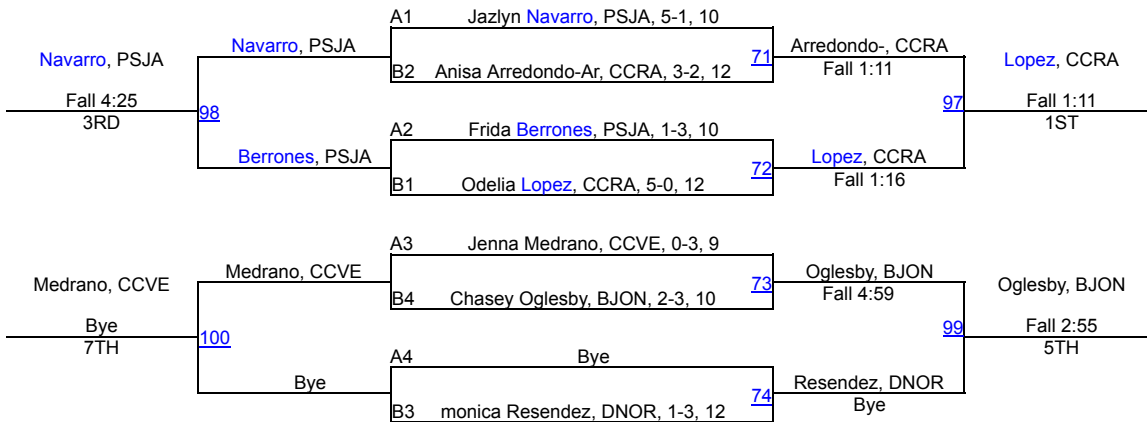 A1 Jazlyn Navarro, PSJA, 5-1, 10
Navarro, PSJA
Navarro, PSJA
71
Arredondo-, CCRA
Lopez, CCRA
B2 Anisa Arredondo-Ar, CCRA, 3-2, 12
Fall 1:11
Fall 4:25
98
97
Fall 1:11
3RD
1ST
A2 Frida Berrones, PSJA, 1-3, 10
Berrones, PSJA
72
Lopez, CCRA
B1 Odelia Lopez, CCRA, 5-0, 12
Fall 1:16
A3 Jenna Medrano, CCVE, 0-3, 9
Medrano, CCVE
Medrano, CCVE
73
Oglesby, BJON
Oglesby, BJON
B4 Chasey Oglesby, BJON, 2-3, 10
Fall 4:59
Bye
100
99
Fall 2:55
7TH
5TH
A4 Bye
Bye
74
Resendez, DNOR
B3 monica Resendez, DNOR, 1-3, 12
Bye